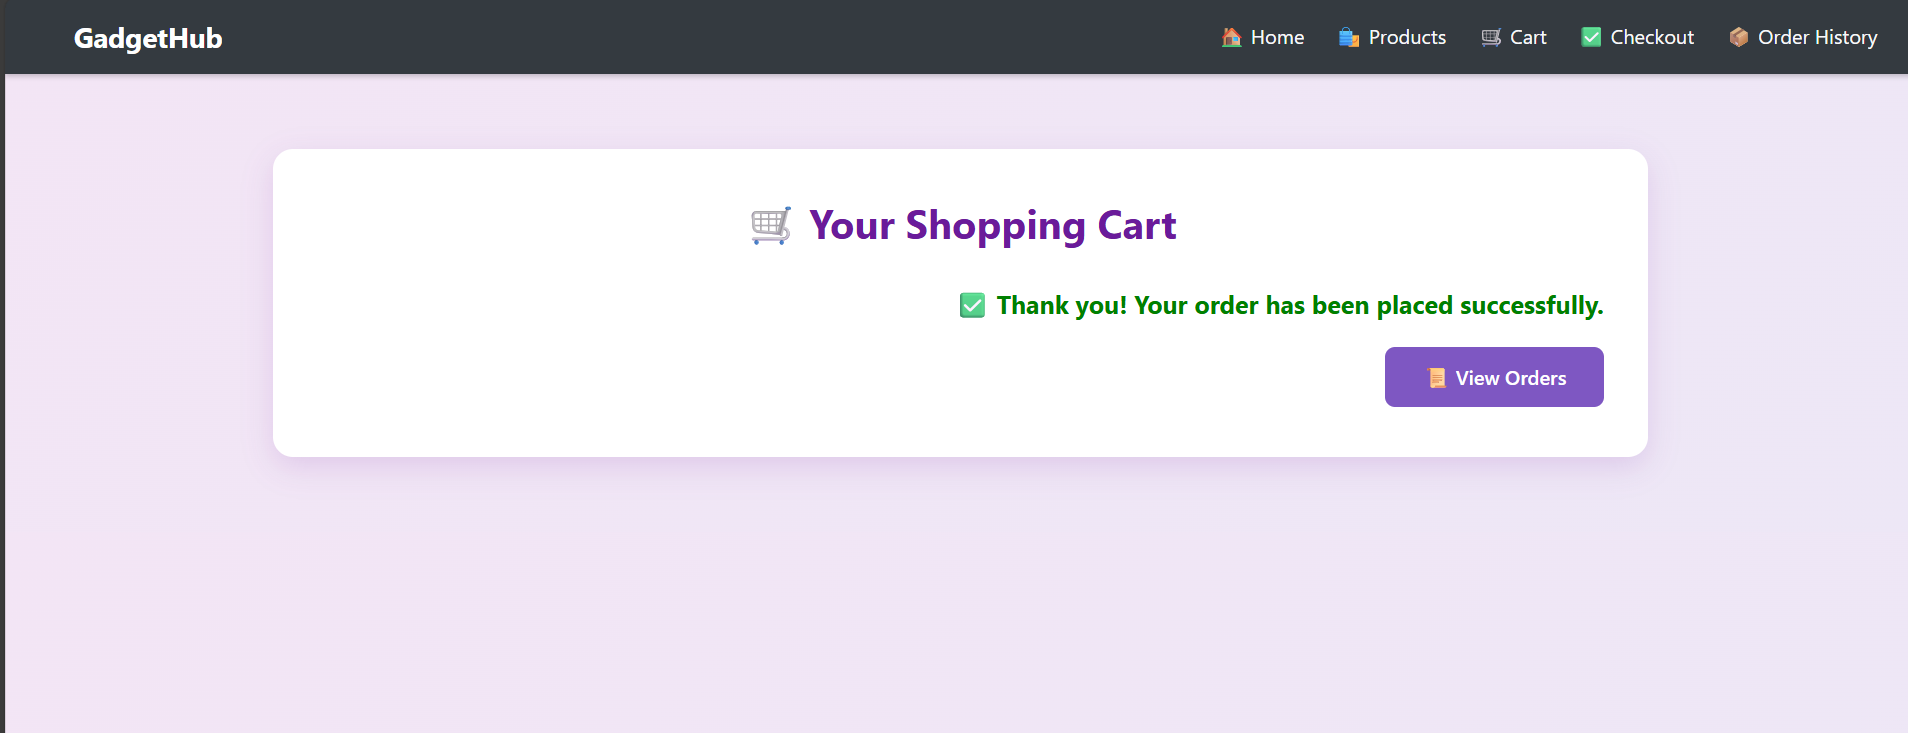 GadgetHub
🏠 Home 🛍️ Products 🛒 Cart ✅ Checkout 📦 Order History
🛒 Your Shopping Cart
✅ Thank you! Your order has been placed successfully.
📜 View Orders